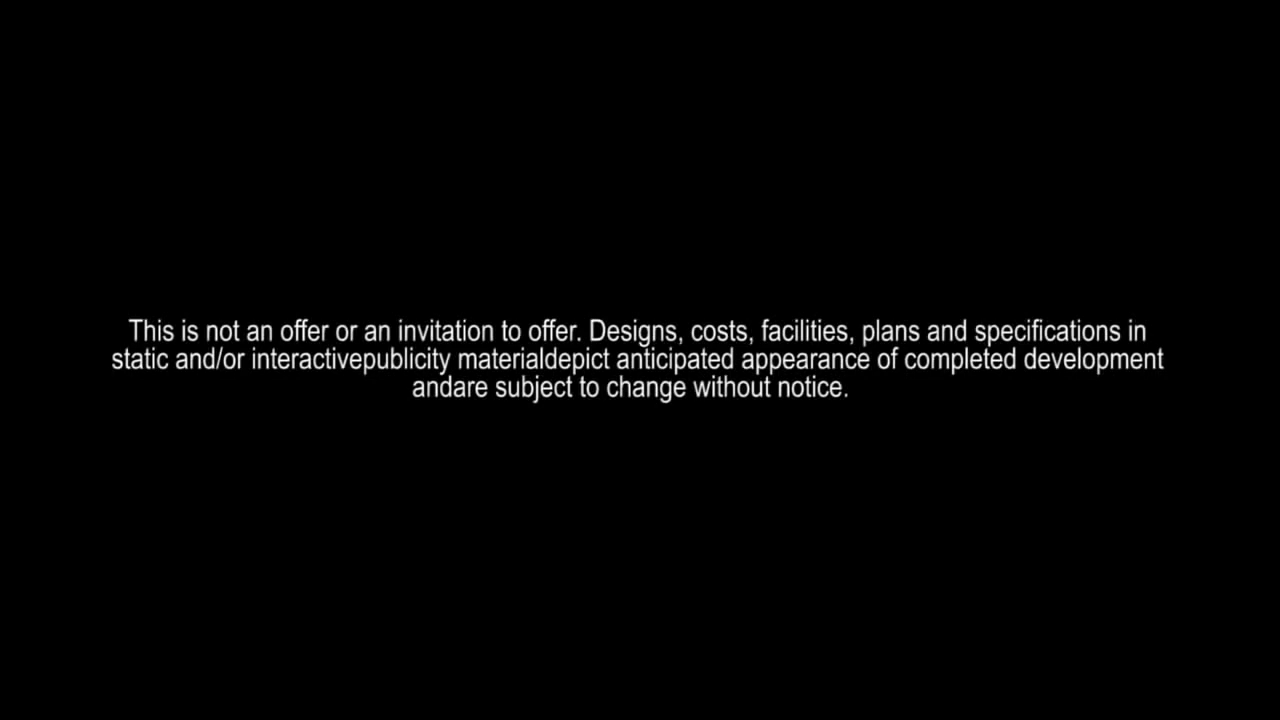 This is not an offer or an invitation to offer. Designs, costs, facilities, plans and specifications in
static and/or interactivepublicity materialdepict anticipated appearance of completed development
andare subject to change without notice.